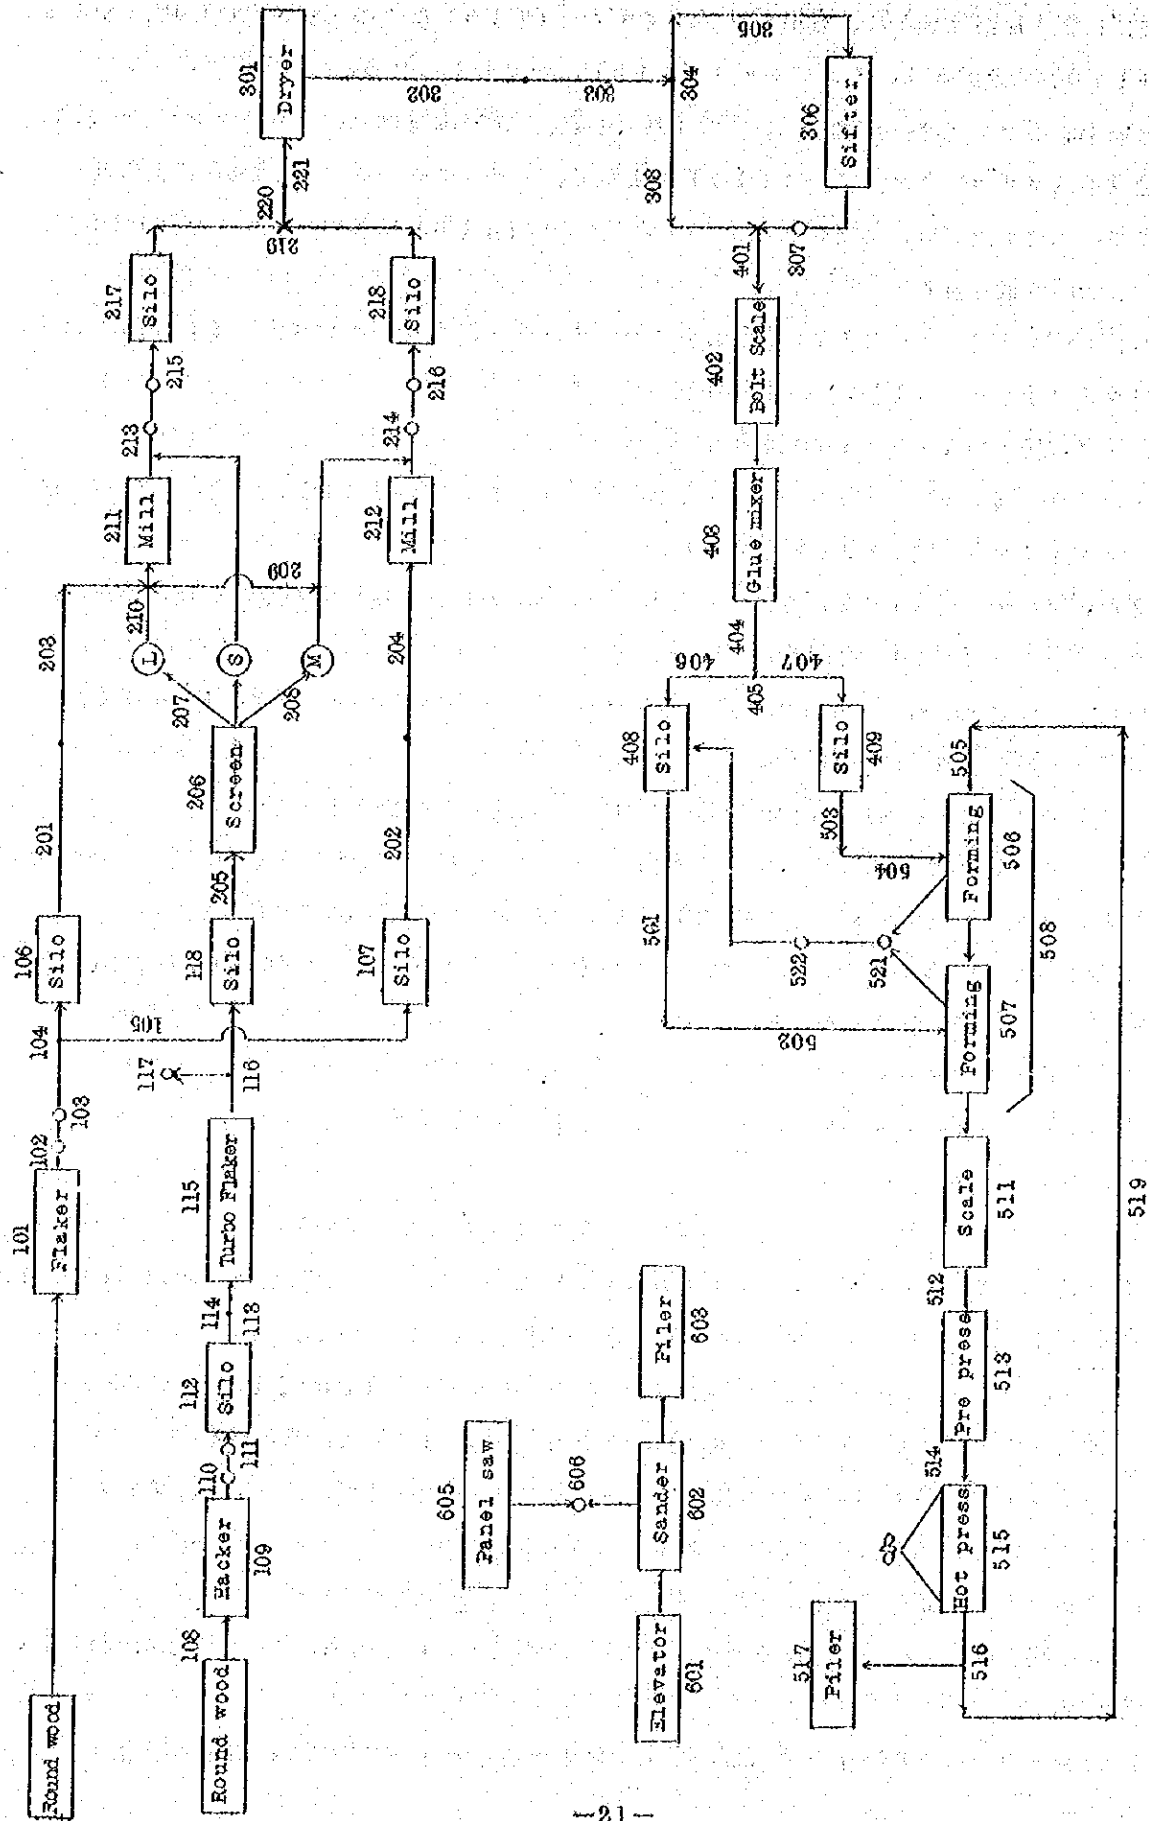 Round wood
101
Flaker
102
103
104
105
106
Silo
201
203
107
Silo
202
204
108
Round wood
109
Hacker
110
111
112
Silo
113
114
115
Turbo Flaker
116
117
118
Silo
205
206
Screen
207
208
L
S
M
209
210
211
Mill
212
Mill
213
214
215
216
217
Silo
218
Silo
219
220
221
301
Dryer
302
303
304
305
306
Sifter
307
308
401
402
Bolt Scale
403
Glue mixer
404
405
406
407
408
Silo
409
Silo
501
502
503
504
505
Forming
506
Forming
507
508
521
522
Scale
511
512
Pre press
513
514
Hot press
515
516
517
Piler
519
Elevator
601
Sander
602
Piler
603
605
Panel saw
606
—21—